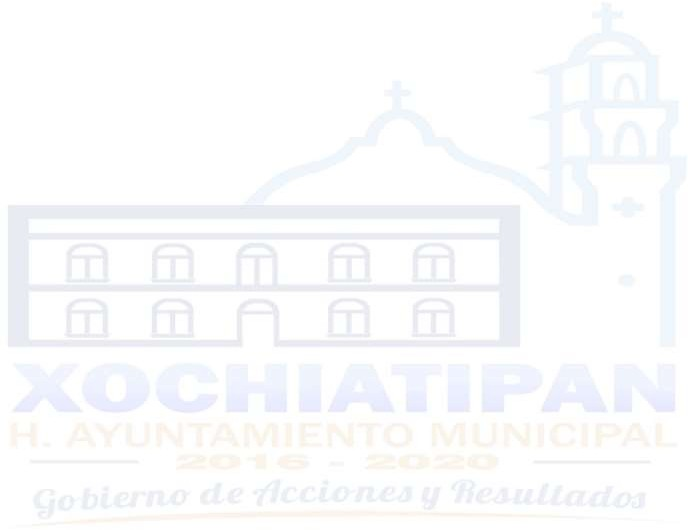 XOCHIATIPAN
H. AYUNTAMIENTO MUNICIPAL
2016 - 2020
Gobierno de Acciones y Resultados